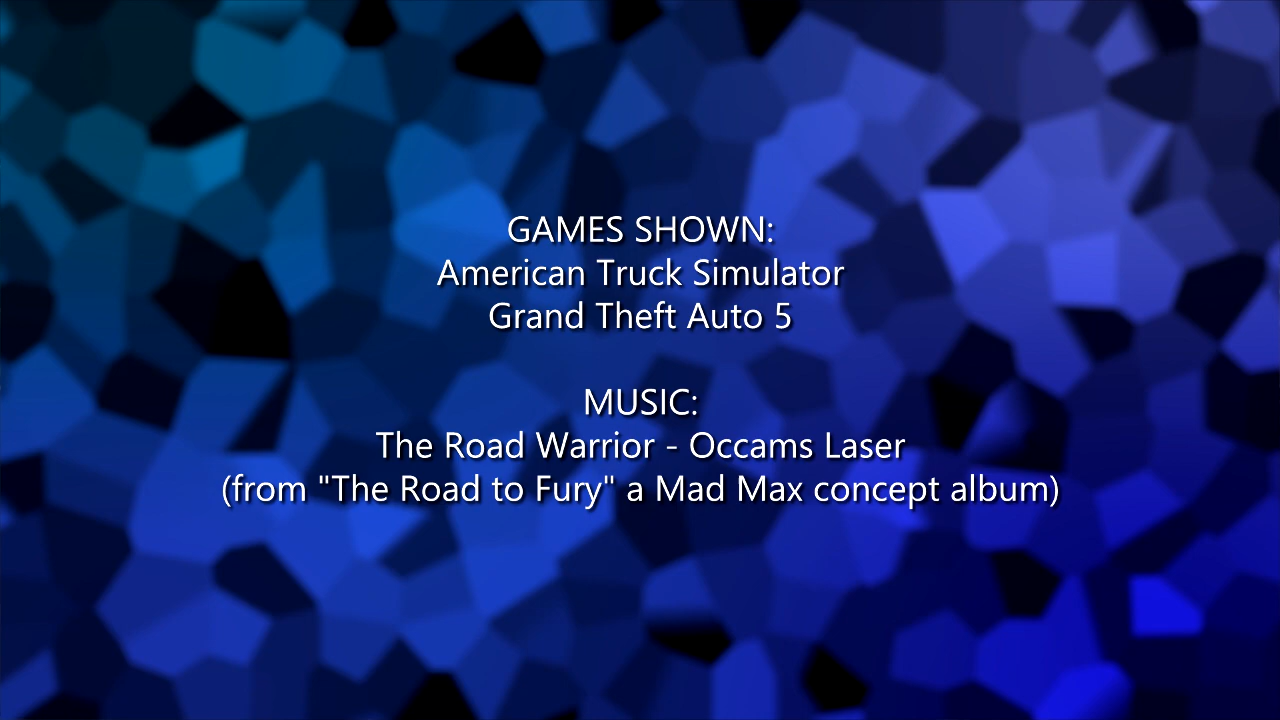 GAMES SHOWN:
American Truck Simulator
Grand Theft Auto 5
MUSIC:
The Road Warrior - Occams Laser
(from "The Road to Fury" a Mad Max concept album)